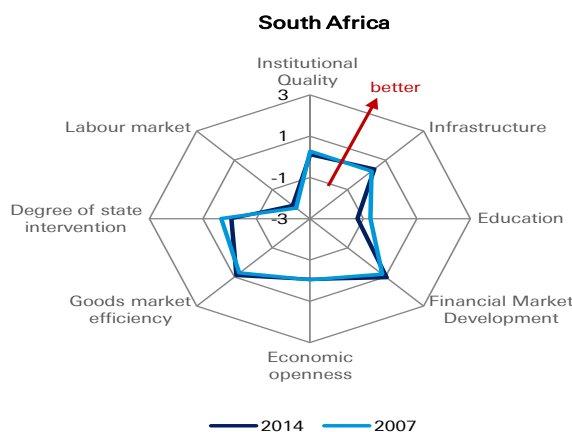 South Africa
Institutional
Quality
3
better
Labour market
Infrastructure
1
-1
Degree of state
intervention
-3
Education
Goods market
efficiency
Financial Market
Development
Economic
openness
2014
2007